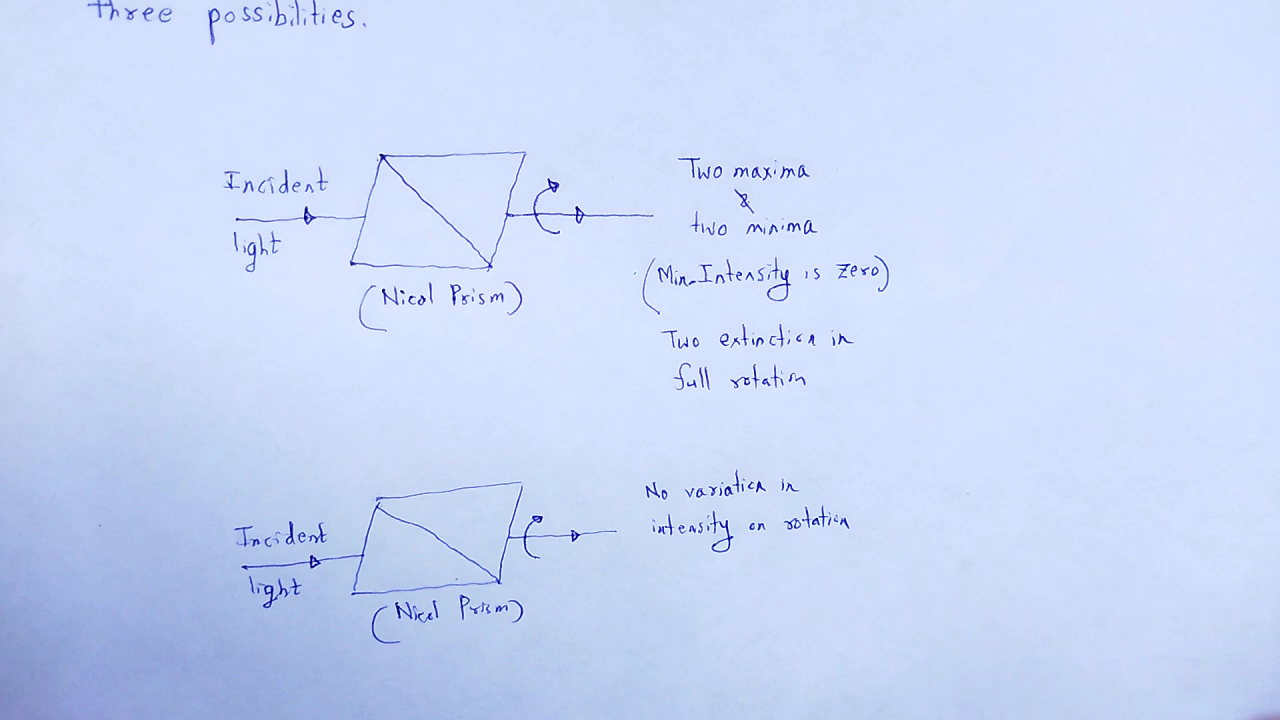 three possibilities.
Incident
light
(Nicol Prism)
Two maxima
&
two minima
(Min. Intensity is zero)
Two extinction in
full rotation
Incident
light
(Nicol Prism)
No variation in
intensity on rotation